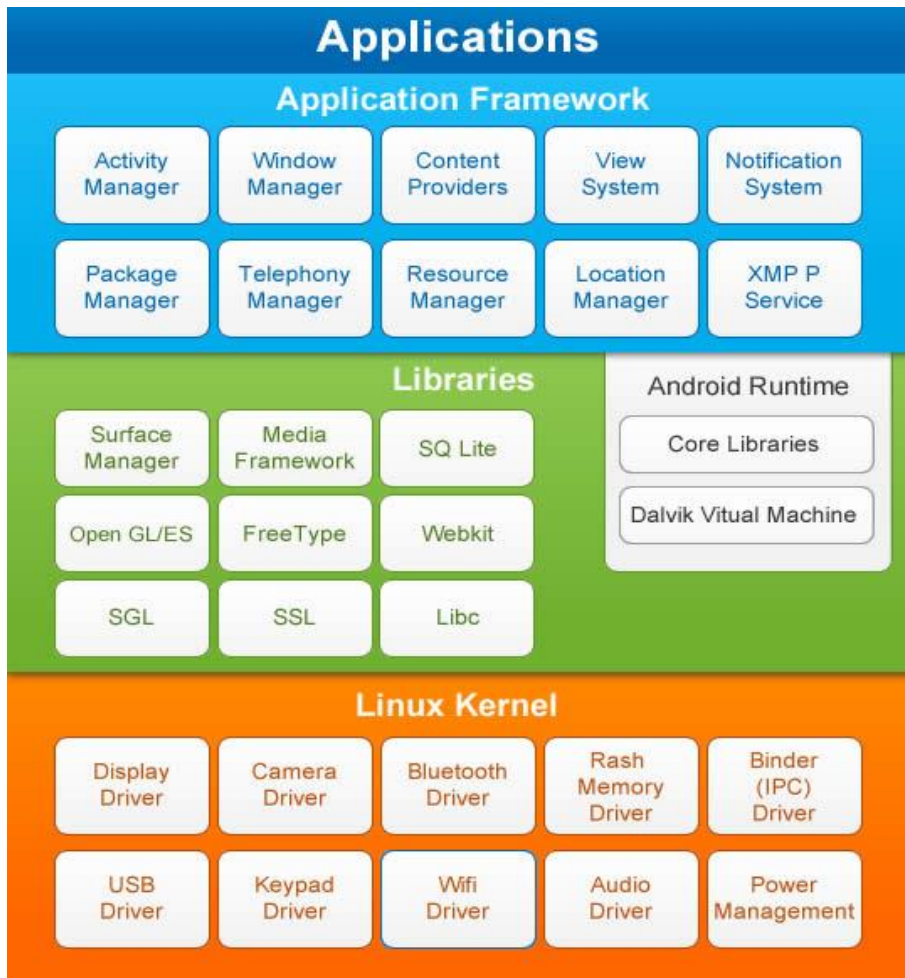 Applications
Application Framework
Activity
Manager
Window
Manager
Content
Providers
View
System
Notification
System
Package
Manager
Telephony
Manager
Resource
Manager
Location
Manager
XMP P
Service
Libraries
Surface
Manager
Media
Framework
SQ Lite
Open GL/ES
FreeType
Webkit
SGL
SSL
Libc
Android Runtime
Core Libraries
Dalvik Vitual Machine
Linux Kernel
Display
Driver
Camera
Driver
Bluetooth
Driver
Rash
Memory
Driver
Binder
(IPC)
Driver
USB
Driver
Keypad
Driver
Wifi
Driver
Audio
Driver
Power
Management